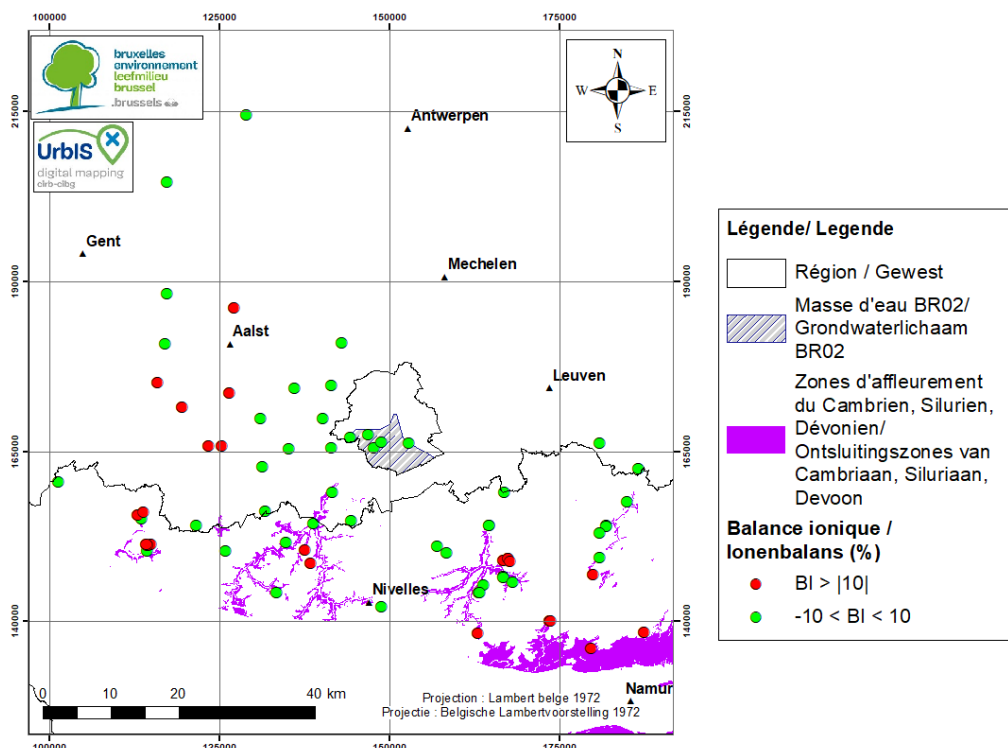 100000 125000 150000 175000
bruxelles
environnement
leefmilieu
brussel
.brussels
UrbIS
digital mapping
cirb-cibg
N
W E
S
215000 215000
Antwerpen
Gent
Mechelen
190000 190000
Aalst
Leuven
165000 165000
Nivelles
140000 140000
Namur
0 10 20 40 km
Projection : Lambert belge 1972
Projectie : Belgische Lambertvoorstelling 1972
100000 125000 150000 175000
Légende/ Legende
Région / Gewest
Masse d'eau BR02/
Grondwaterlichaam
BR02
Zones d'affleurement
du Cambrien, Silurien,
Dévonien/
Ontsluitingszones van
Cambriaan, Siluriaan,
Devoon
Balance ionique /
Ionenbalans (%)
BI > |10|
-10 < BI < 10